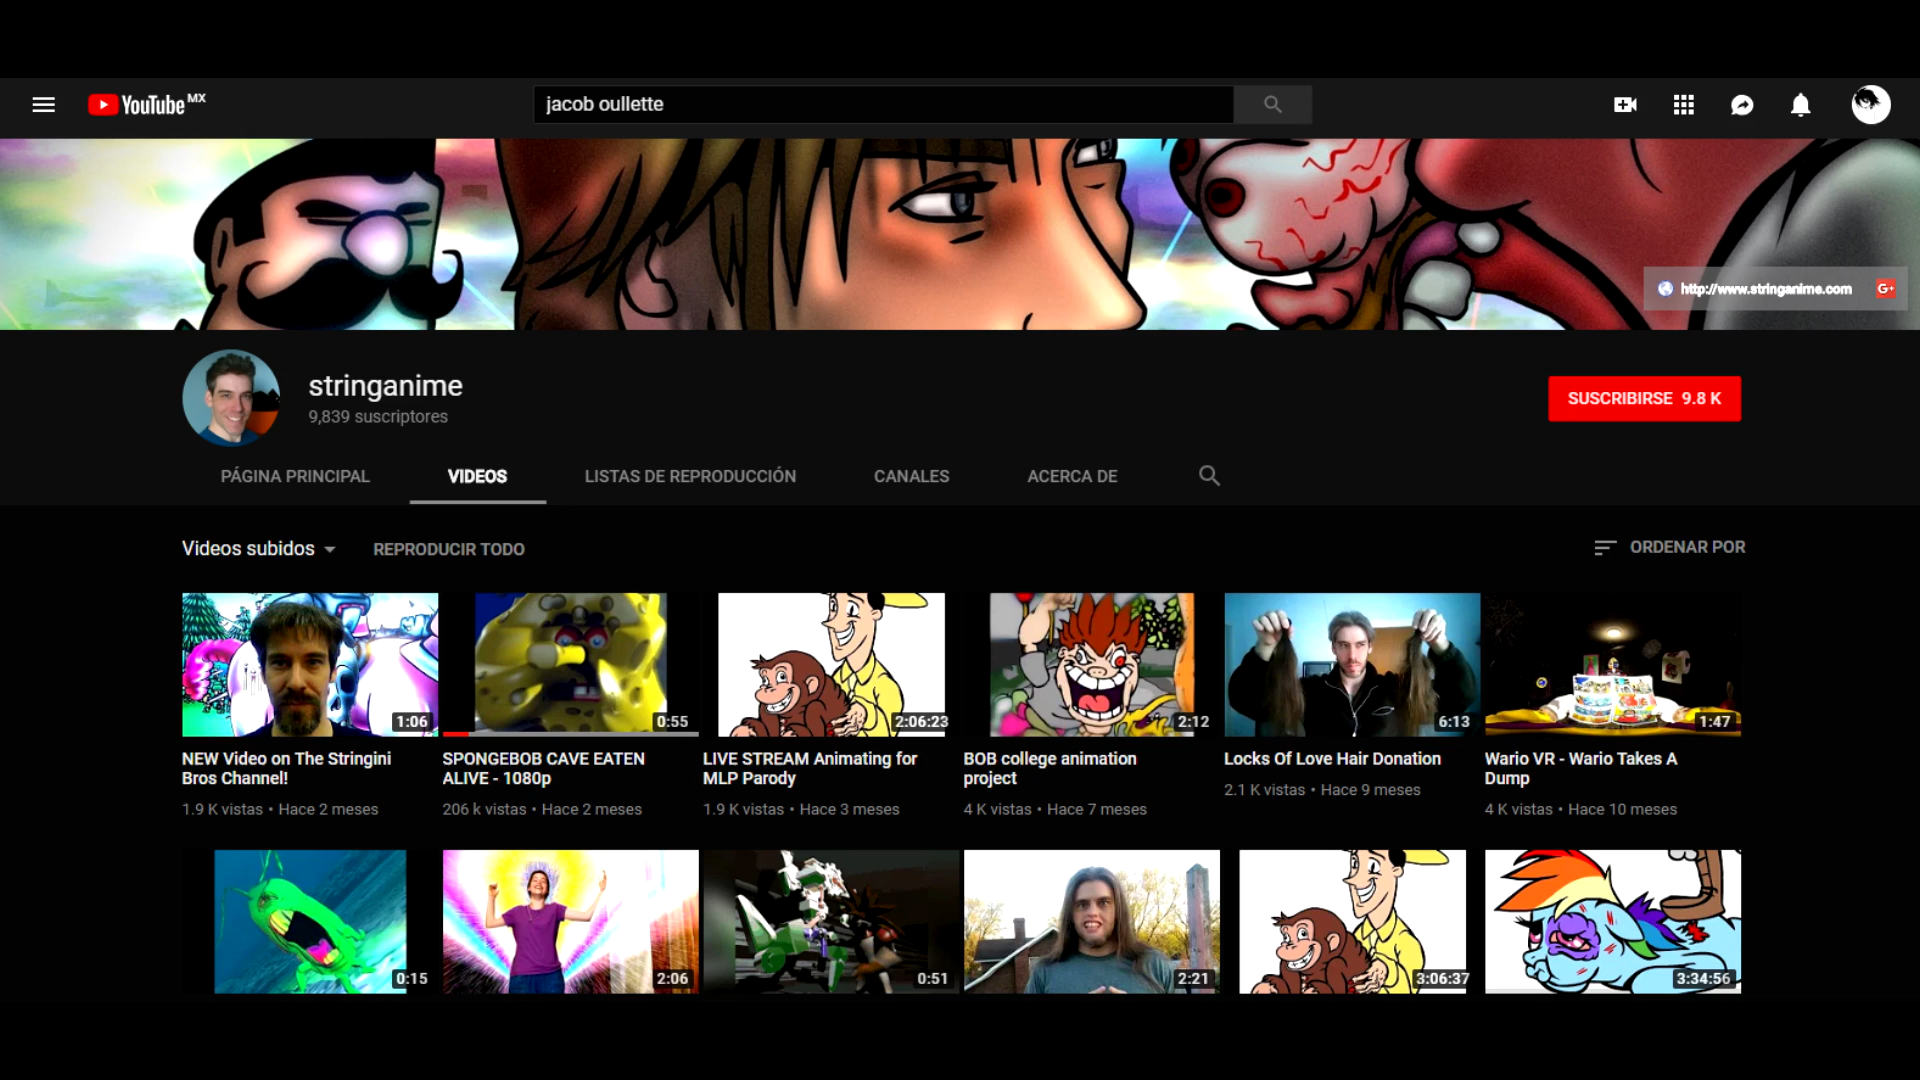 YouTube MX
jacob oullette
http://www.stringanime.com
G+
stringanime
9,839 suscriptores
SUSCRIBIRSE 9.8 K
PÁGINA PRINCIPAL
VIDEOS
LISTAS DE REPRODUCCIÓN
CANALES
ACERCA DE
Videos subidos
REPRODUCIR TODO
ORDENAR POR
1:06
0:55
2:06:23
2:12
6:13
1:47
NEW Video on The Stringini
Bros Channel!
1.9 K vistas • Hace 2 meses
SPONGEBOB CAVE EATEN
ALIVE - 1080p
206 k vistas • Hace 2 meses
LIVE STREAM Animating for
MLP Parody
1.9 K vistas • Hace 3 meses
BOB college animation
project
4 K vistas • Hace 7 meses
Locks Of Love Hair Donation
2.1 K vistas • Hace 9 meses
Wario VR - Wario Takes A
Dump
4 K vistas • Hace 10 meses
0:15
2:06
0:51
2:21
3:06:37
3:34:56